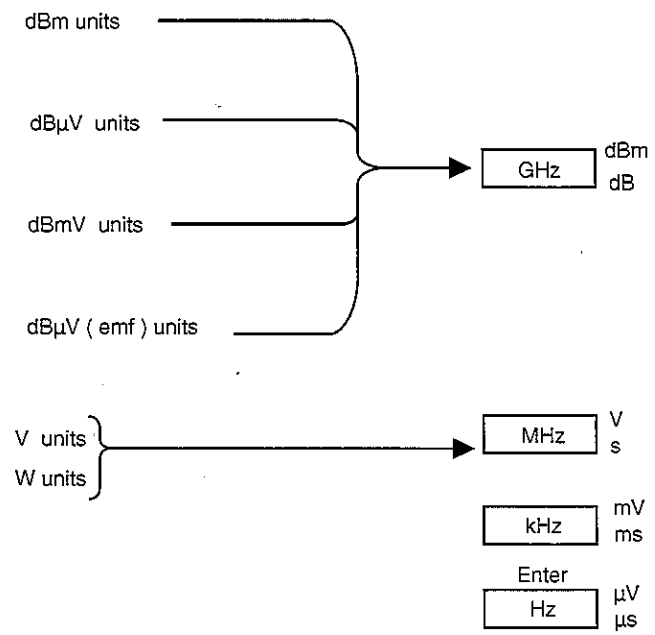 dBm units
dBµV units
dBmV units
dBµV ( emf ) units
GHz
dBm
dB
V units
W units
MHz
V
s
kHz
mV
ms
Enter
Hz
µV
µs